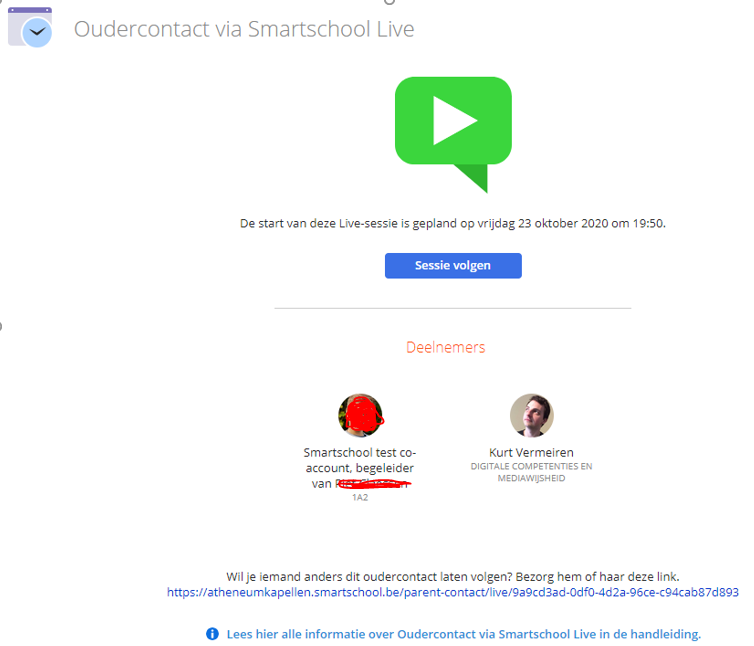 Oudercontact via Smartschool Live
De start van deze Live-sessie is gepland op vrijdag 23 oktober 2020 om 19:50.
Sessie volgen
Deelnemers
Smartschool test co-
account, begeleider
van
1A2
Kurt Vermeiren
DIGITALE COMPETENTIES EN
MEDIAWIJSHEID
Wil je iemand anders dit oudercontact laten volgen? Bezorg hem of haar deze link.
https://atheneumkapellen.smartschool.be/parent-contact/live/9a9cd3ad-0df0-4d2a-96ce-c94cab87d893
Lees hier alle informatie over Oudercontact via Smartschool Live in de handleiding.